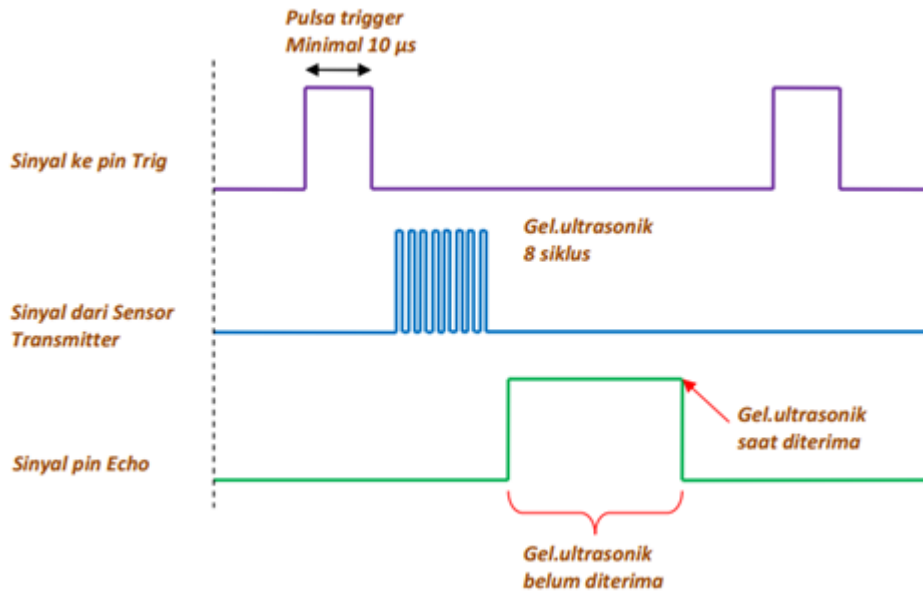 Pulsa trigger
Minimal 10 µs
Sinyal ke pin Trig
Gel.ultrasonik
8 siklus
Sinyal dari Sensor
Transmitter
Gel.ultrasonik
saat diterima
Sinyal pin Echo
Gel.ultrasonik
belum diterima